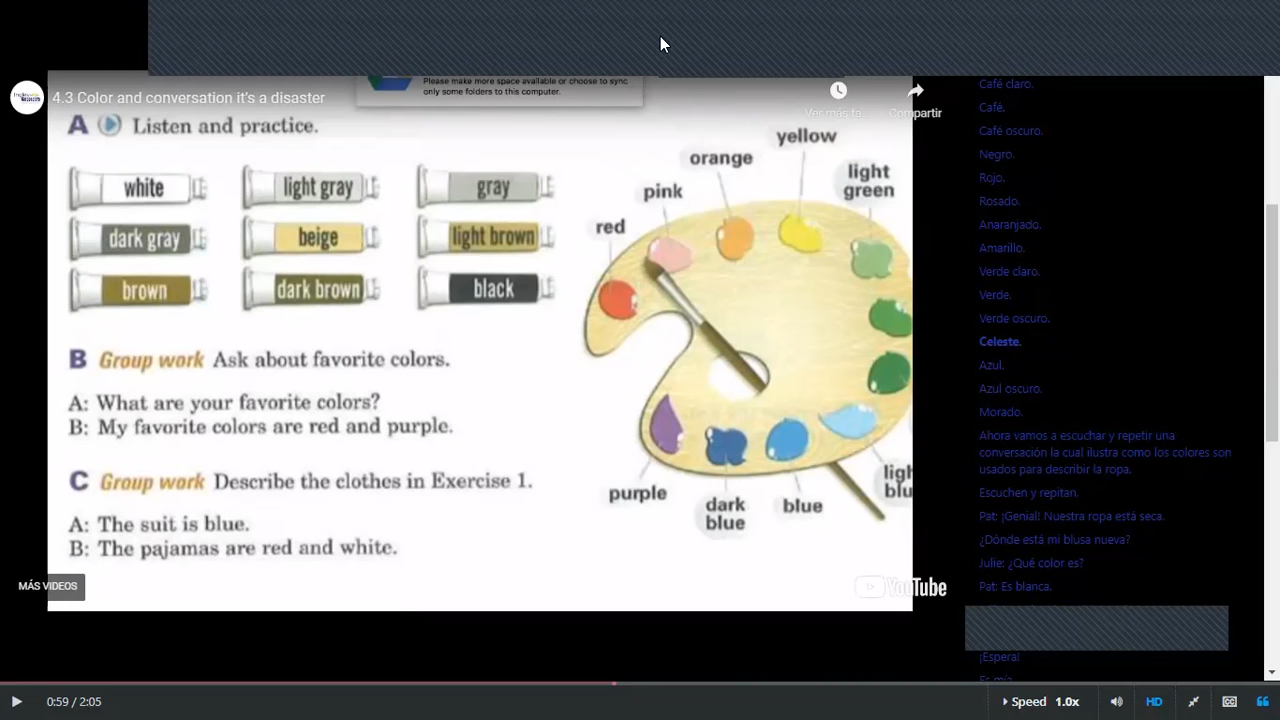 Please make more space available or choose to sync
only some folders to this computer.
4.3 Color and conversation it's a disaster
Ver más ta...
Compartir
A Listen and practice.
white
light gray
gray
dark gray
beige
light brown
brown
dark brown
black
B Group work Ask about favorite colors.
A: What are your favorite colors?
B: My favorite colors are red and purple.
C Group work Describe the clothes in Exercise 1.
A: The suit is blue.
B: The pajamas are red and white.
yellow
orange
light
green
pink
red
purple
dark
blue
blue
MÁS VIDEOS
YouTube
Café claro.
Café.
Café oscuro.
Negro.
Rojo.
Rosado.
Anaranjado.
Amarillo.
Verde claro.
Verde.
Verde oscuro.
Celeste.
Azul.
Azul oscuro.
Morado.
Ahora vamos a escuchar y repetir una
conversación la cual ilustra como los colores son
usados para describir la ropa.
Escuchen y repitan.
Pat: ¡Genial! Nuestra ropa está seca.
¿Dónde está mi blusa nueva?
Julie: ¿Qué color es?
Pat: Es blanca.
¡Espera!
Es mía
0:59 / 2:05
Speed 1.0x
HD